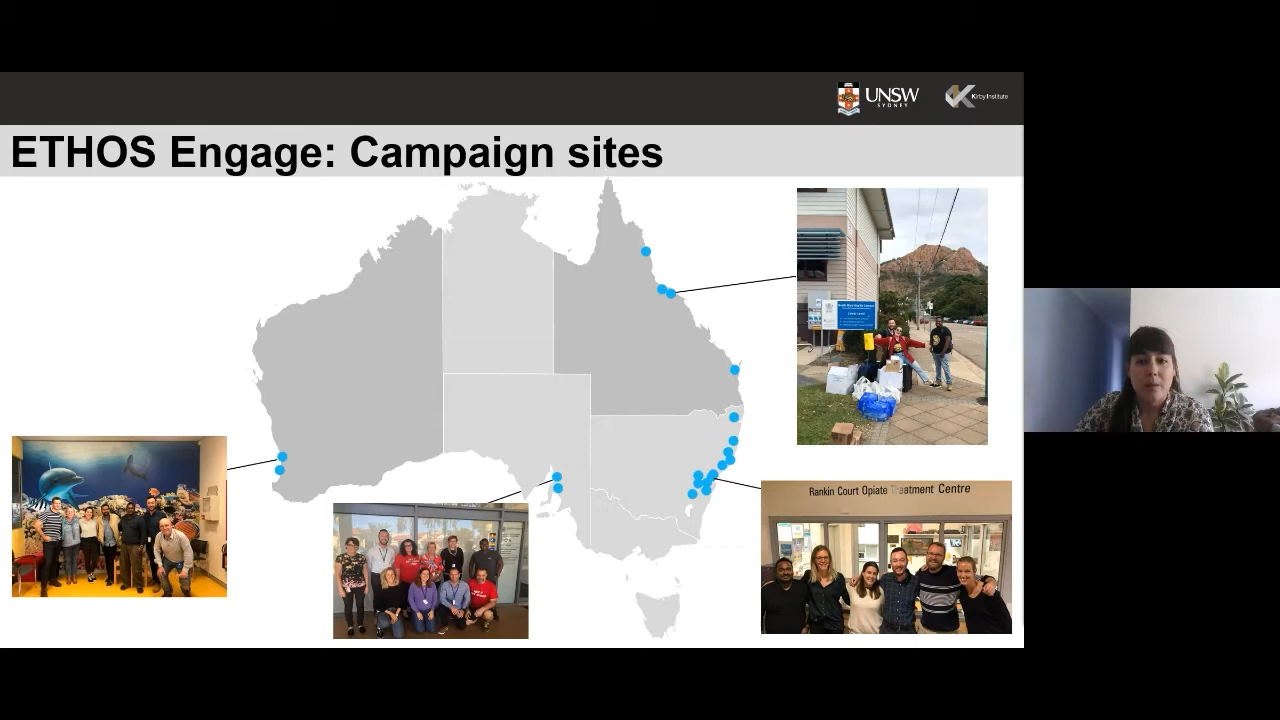 UNSW
SYDNEY
Kirby Institute
ETHOS Engage: Campaign sites
Rankin Court Opiate Treatment Centre